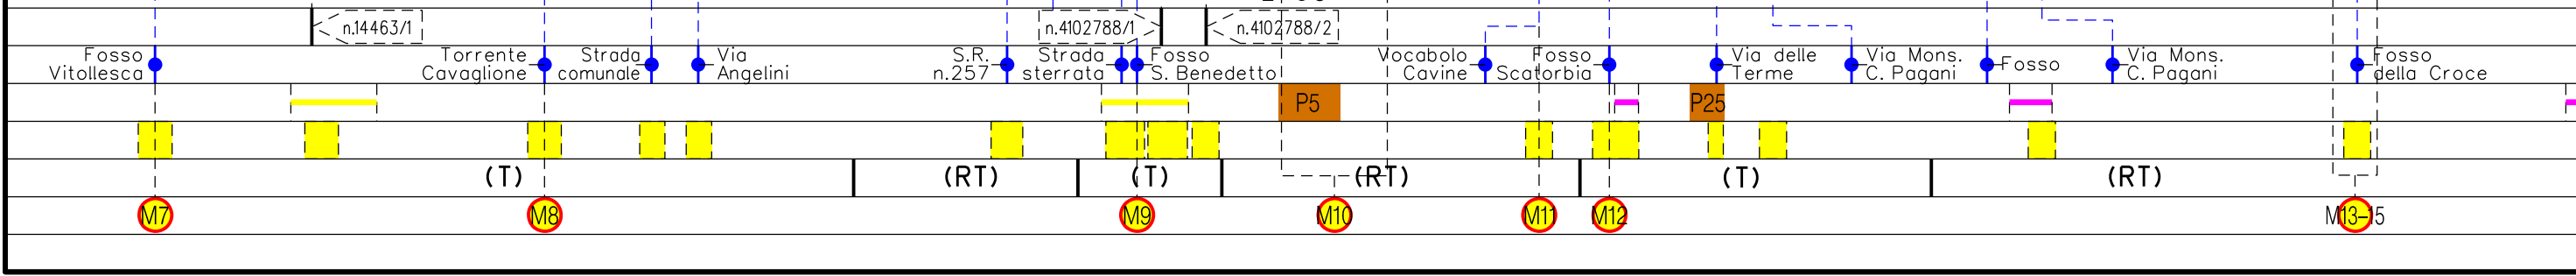 n.14463/1
n.4102788/1
n.4102788/2
Fosso
Vitollesca
Torrente
Cavaglione
Strada
comunale
Via
Angelini
S.R.
n.257
Strada
sterrata
Fosso
S. Benedetto
Vocabolo
Cavine
Fosso
Scatorbia
Via delle
Terme
Via Mons.
C. Pagani
Fosso
Via Mons.
C. Pagani
Fosso
della Croce
P5
P25
(T)
(RT)
(T)
(RT)
(T)
(RT)
M7
M8
M9
M10
M11
M12
M13-15